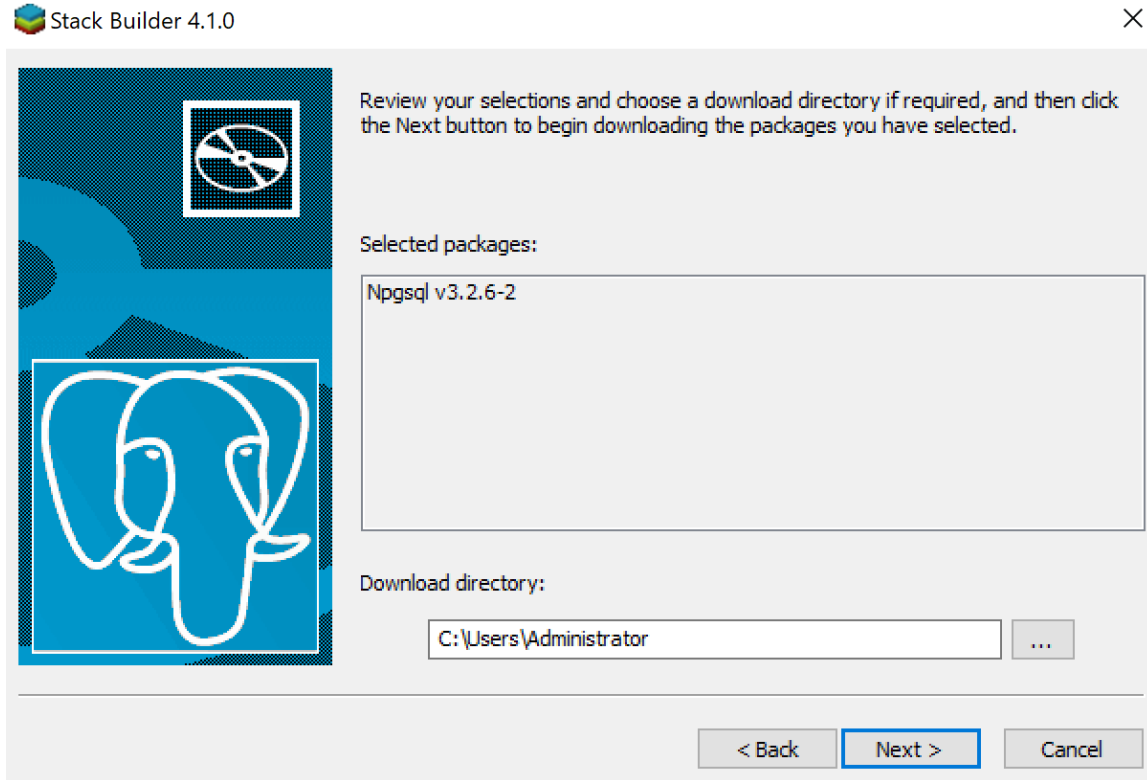 Stack Builder 4.1.0
Review your selections and choose a download directory if required, and then click
the Next button to begin downloading the packages you have selected.
Selected packages:
Npgsql v3.2.6-2
Download directory:
C:\Users\Administrator
...
< Back
Next >
Cancel